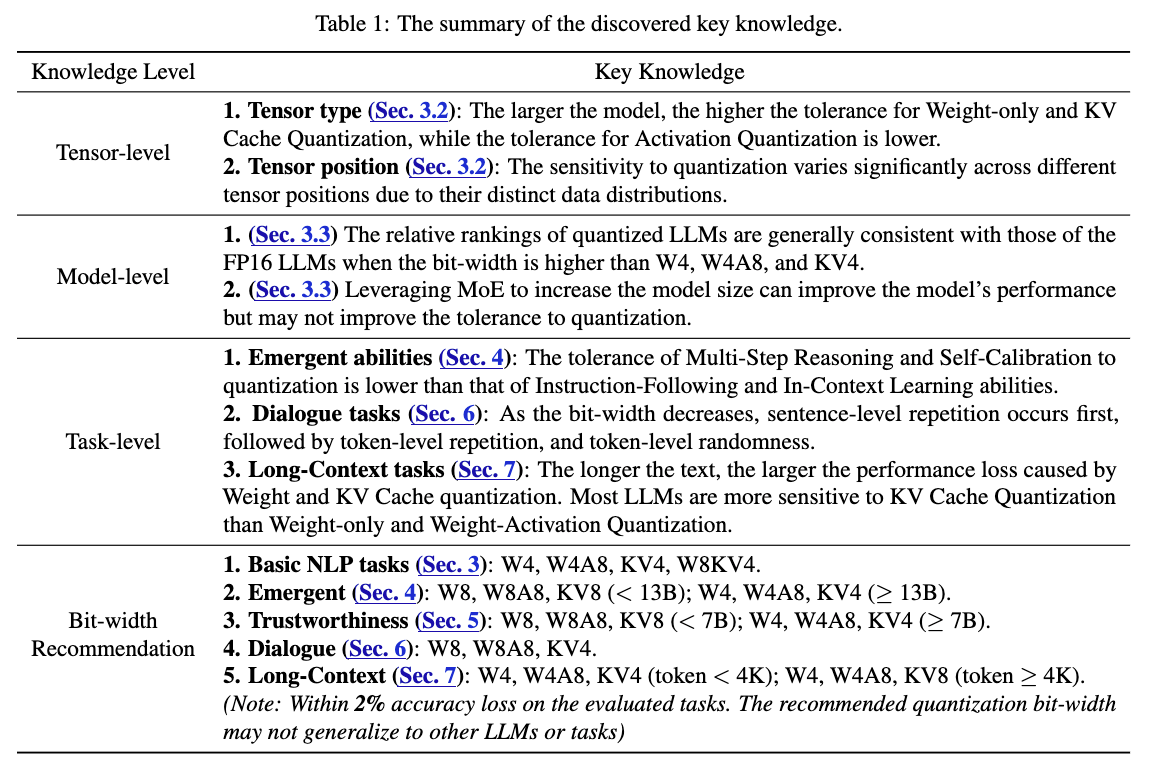 Table 1: The summary of the discovered key knowledge.
Knowledge Level Key Knowledge
Tensor-level
1. Tensor type (Sec. 3.2): The larger the model, the higher the tolerance for Weight-only and KV
Cache Quantization, while the tolerance for Activation Quantization is lower.
2. Tensor position (Sec. 3.2): The sensitivity to quantization varies significantly across different
tensor positions due to their distinct data distributions.
Model-level
1. (Sec. 3.3) The relative rankings of quantized LLMs are generally consistent with those of the
FP16 LLMs when the bit-width is higher than W4, W4A8, and KV4.
2. (Sec. 3.3) Leveraging MoE to increase the model size can improve the model's performance
but may not improve the tolerance to quantization.
Task-level
1. Emergent abilities (Sec. 4): The tolerance of Multi-Step Reasoning and Self-Calibration to
quantization is lower than that of Instruction-Following and In-Context Learning abilities.
2. Dialogue tasks (Sec. 6): As the bit-width decreases, sentence-level repetition occurs first,
followed by token-level repetition, and token-level randomness.
3. Long-Context tasks (Sec. 7): The longer the text, the larger the performance loss caused by
Weight and KV Cache quantization. Most LLMs are more sensitive to KV Cache Quantization
than Weight-only and Weight-Activation Quantization.
Bit-width
Recommendation
1. Basic NLP tasks (Sec. 3): W4, W4A8, KV4, W8KV4.
2. Emergent (Sec. 4): W8, W8A8, KV8 (< 13B); W4, W4A8, KV4 (≥ 13B).
3. Trustworthiness (Sec. 5): W8, W8A8, KV8 (< 7B); W4, W4A8, KV4 (≥ 7B).
4. Dialogue (Sec. 6): W8, W8A8, KV4.
5. Long-Context (Sec. 7): W4, W4A8, KV4 (token < 4K); W4, W4A8, KV8 (token ≥ 4K).
(Note: Within 2% accuracy loss on the evaluated tasks. The recommended quantization bit-width
may not generalize to other LLMs or tasks)